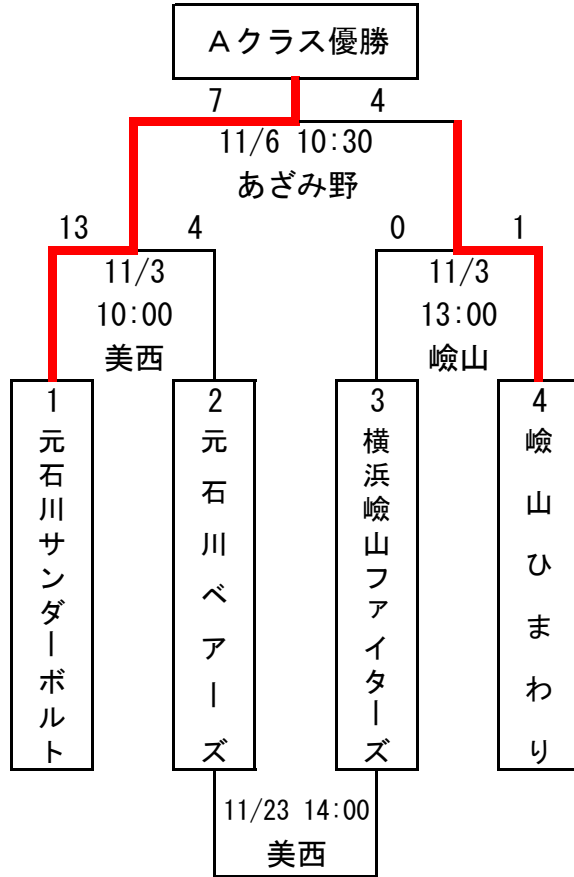 Aクラス優勝
7 4
11/6 10:30
あざみ野
13 4 0 1
11/3 11/3
10:00 13:00
美西 嶮山
1 2 3 4
元石川サンダーボルト
元石川ベアーズ
横浜嶮山ファイターズ
嶮山ひまわり
11/23 14:00
美西